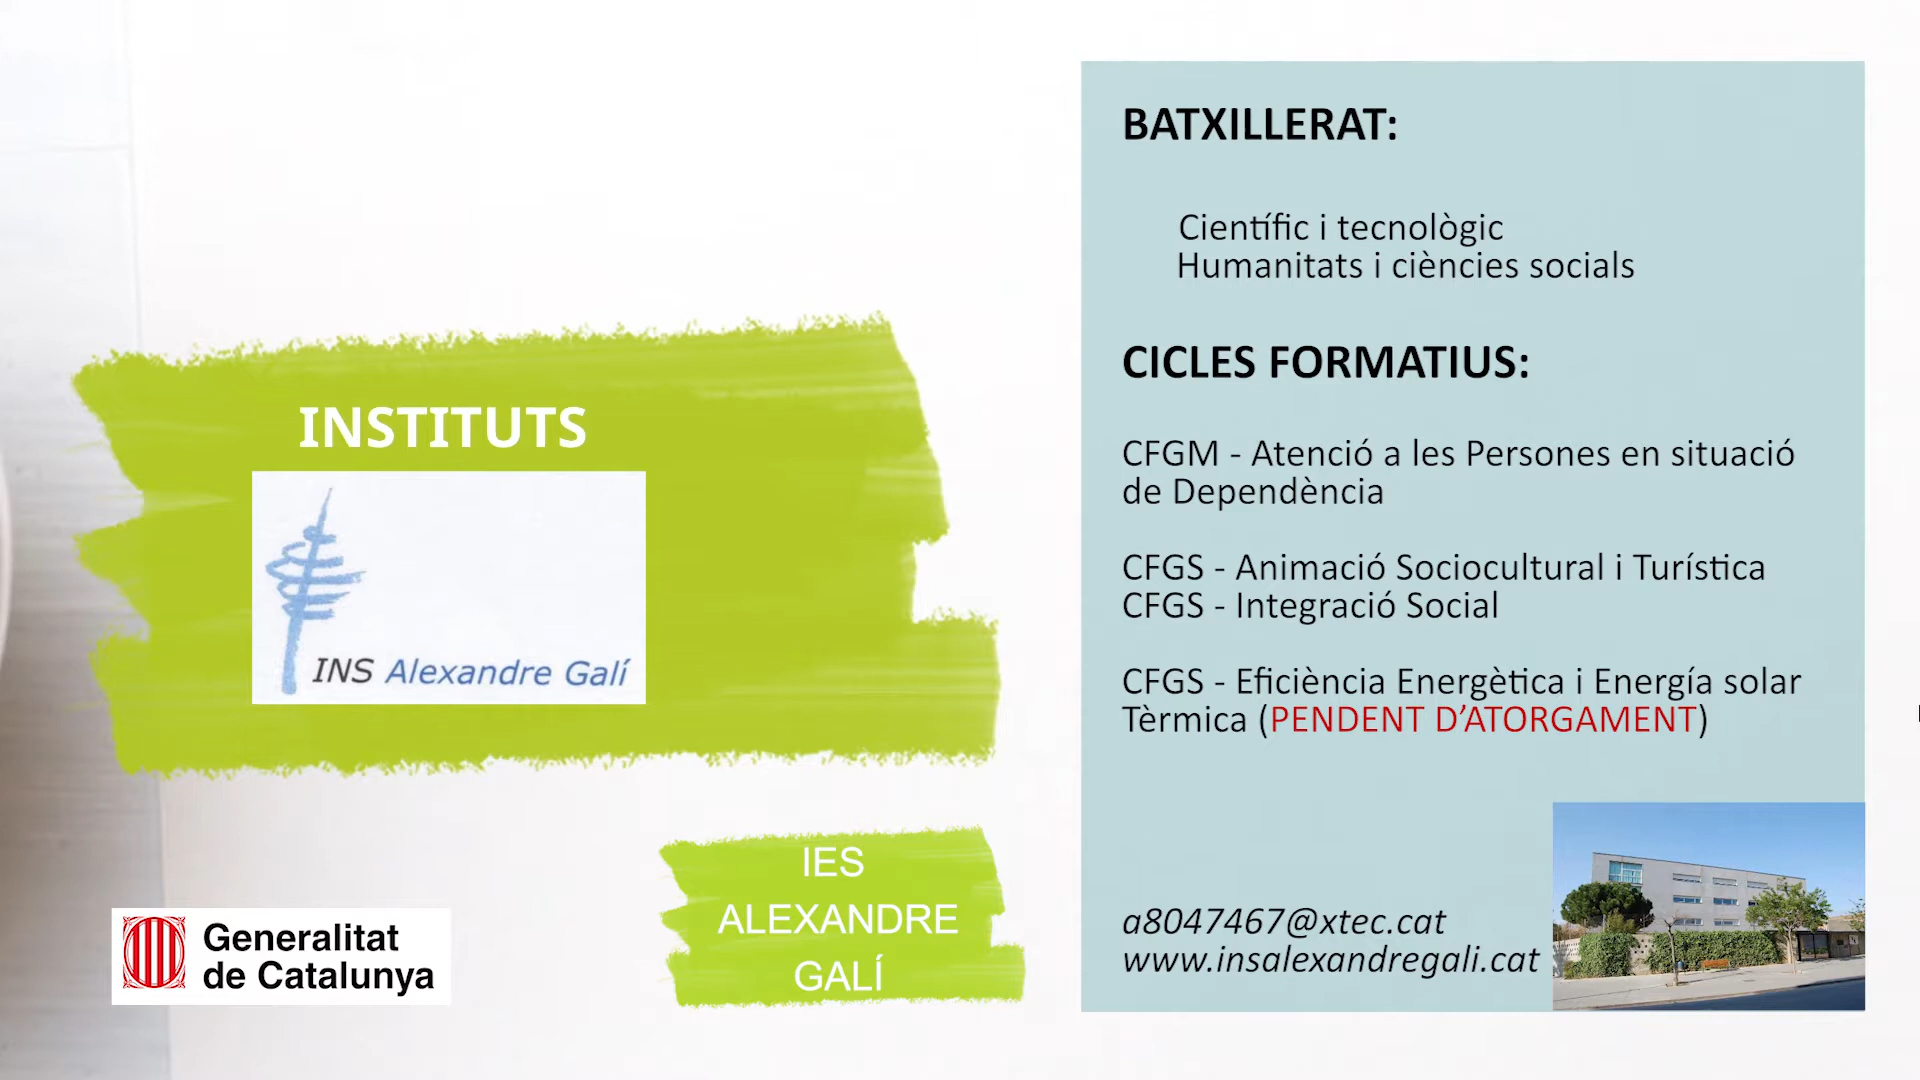 INSTITUTS
INS Alexandre Galí
IES
ALEXANDRE
GALÍ
Generalitat
de Catalunya
BATXILLERAT:
Científic i tecnològic
Humanitats i ciències socials
CICLES FORMATIUS:
CFGM - Atenció a les Persones en situació
de Dependència
CFGS - Animació Sociocultural i Turística
CFGS - Integració Social
CFGS - Eficiència Energètica i Energía solar
Tèrmica (PENDENT D’ATORGAMENT)
a8047467@xtec.cat
www.insalexandregali.cat